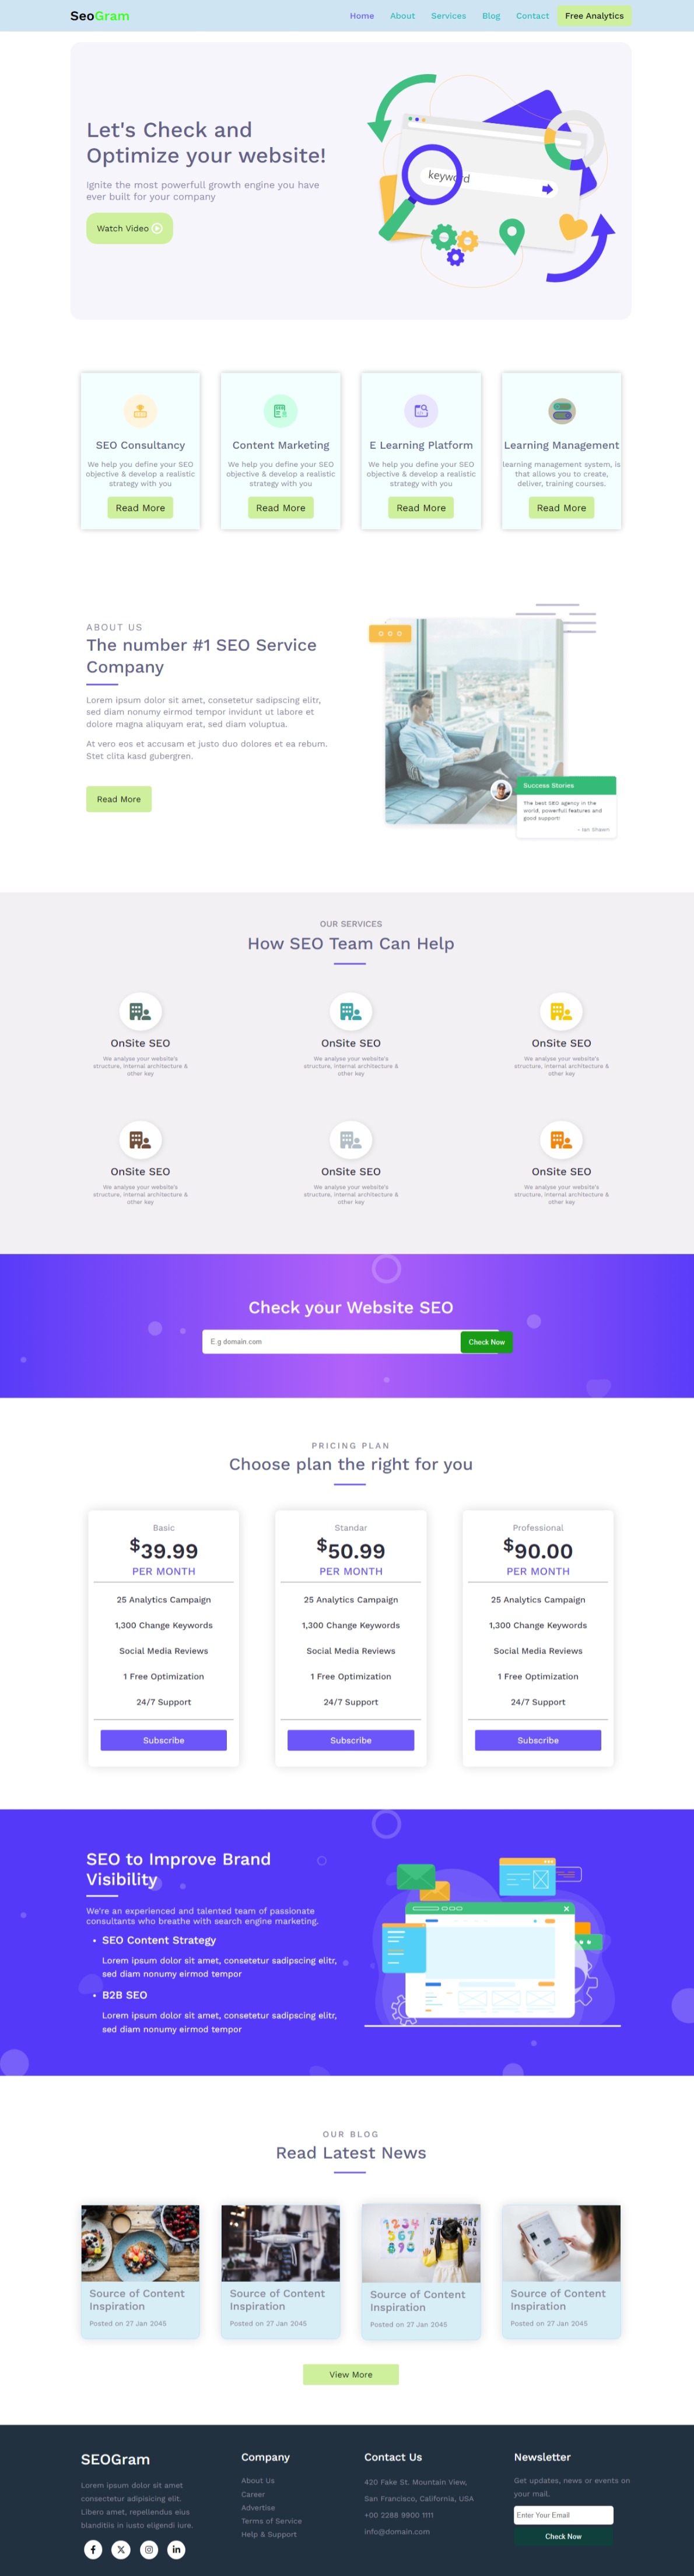 SeoGram
Home About Services Blog Contact Free Analytics
Let's Check and
Optimize your website!
Ignite the most powerfull growth engine you have
ever built for your company
Watch Video
keyword
SEO Consultancy
We help you define your SEO
objective & develop a realistic
strategy with you
Read More
Content Marketing
We help you define your SEO
objective & develop a realistic
strategy with you
Read More
E Learning Platform
We help you define your SEO
objective & develop a realistic
strategy with you
Read More
Learning Management
learning management system, is
that allows you to create,
deliver, training courses.
Read More
ABOUT US
The number #1 SEO Service
Company
Lorem ipsum dolor sit amet, consetetur sadipscing elitr,
sed diam nonumy eirmod tempor invidunt ut labore et
dolore magna aliquyam erat, sed diam voluptua.
At vero eos et accusam et justo duo dolores et ea rebum.
Stet clita kasd gubergren.
Read More
Success Stories
The best SEO agency in the
world, powerfull features and
good support!
- Ian Shawn
OUR SERVICES
How SEO Team Can Help
OnSite SEO
We analyse your website's
structure, internal architecture &
other key
OnSite SEO
We analyse your website's
structure, internal architecture &
other key
OnSite SEO
We analyse your website's
structure, internal architecture &
other key
OnSite SEO
We analyse your website's
structure, internal architecture &
other key
OnSite SEO
We analyse your website's
structure, internal architecture &
other key
OnSite SEO
We analyse your website's
structure, internal architecture &
other key
Check your Website SEO
E.g domain.com
Check Now
PRICING PLAN
Choose plan the right for you
Basic
$39.99
PER MONTH
25 Analytics Campaign
1,300 Change Keywords
Social Media Reviews
1 Free Optimization
24/7 Support
Subscribe
Standar
$50.99
PER MONTH
25 Analytics Campaign
1,300 Change Keywords
Social Media Reviews
1 Free Optimization
24/7 Support
Subscribe
Professional
$90.00
PER MONTH
25 Analytics Campaign
1,300 Change Keywords
Social Media Reviews
1 Free Optimization
24/7 Support
Subscribe
SEO to Improve Brand
Visibility
We're an experienced and talented team of passionate
consultants who breathe with search engine marketing.
SEO Content Strategy
Lorem ipsum dolor sit amet, consetetur sadipscing elitr,
sed diam nonumy eirmod tempor
B2B SEO
Lorem ipsum dolor sit amet, consetetur sadipscing elitr,
sed diam nonumy eirmod tempor
OUR BLOG
Read Latest News
Source of Content
Inspiration
Posted on 27 Jan 2045
Source of Content
Inspiration
Posted on 27 Jan 2045
Source of Content
Inspiration
Posted on 27 Jan 2045
Source of Content
Inspiration
Posted on 27 Jan 2045
View More
SEOGram
Lorem ipsum dolor sit amet
consectetur adipisicing elit.
Libero amet, repellendus eius
blanditiis in iusto eligendi iure.
Company
About Us
Career
Advertise
Terms of Service
Help & Support
Contact Us
420 Fake St. Mountain View,
San Francisco, California, USA
+00 2288 9900 1111
info@domain.com
Newsletter
Get updates, news or events on
your mail.
Enter Your Email
Check Now